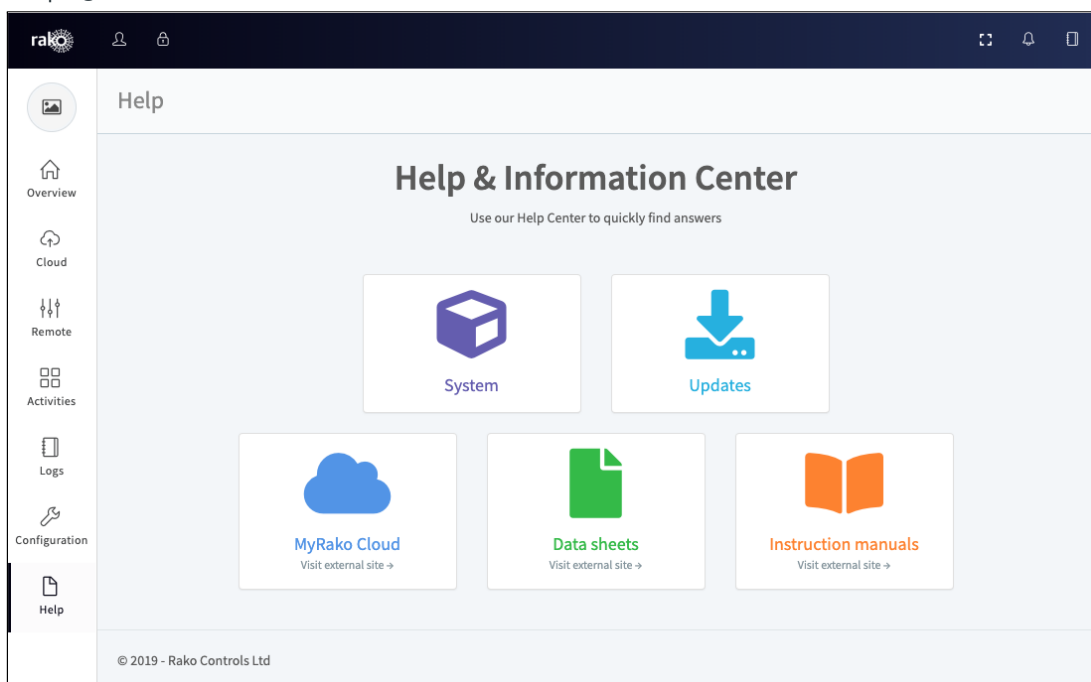 rako
Help
Overview
Cloud
Remote
Activities
Logs
Configuration
Help
Help & Information Center
Use our Help Center to quickly find answers
System
Updates
MyRako Cloud
Visit external site →
Data sheets
Visit external site →
Instruction manuals
Visit external site →
© 2019 - Rako Controls Ltd